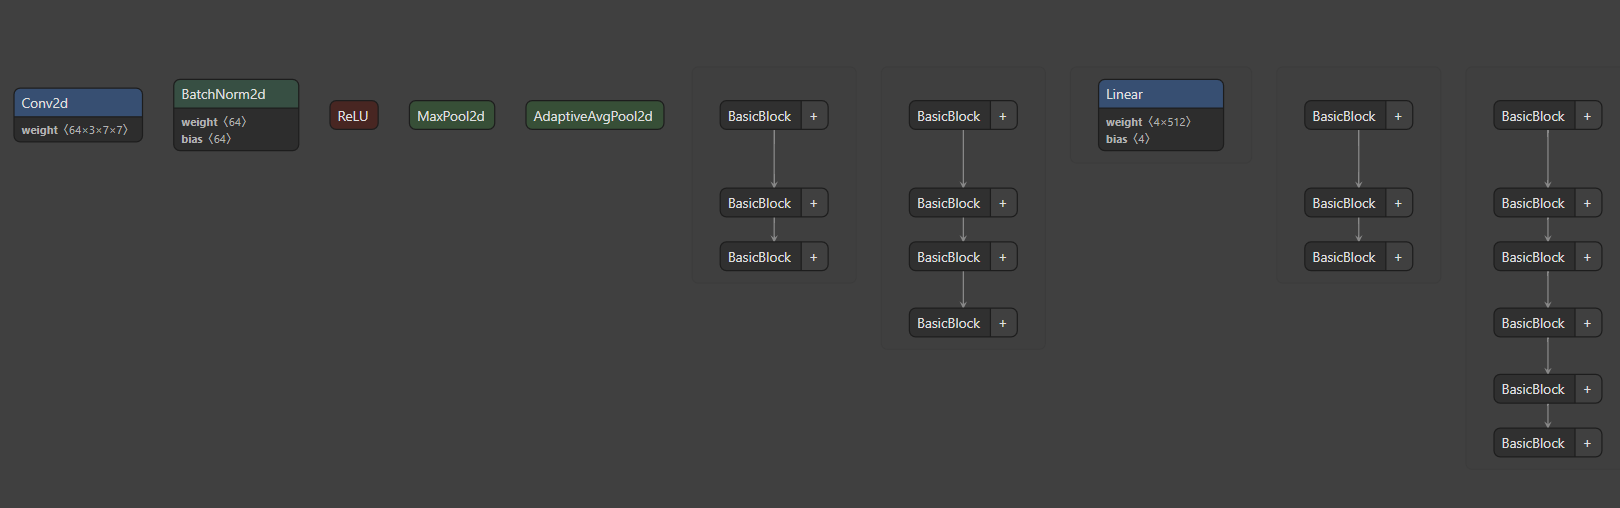 Conv2d
weight〈64×3×7×7〉
BatchNorm2d
weight〈64〉
bias〈64〉
ReLU
MaxPool2d
AdaptiveAvgPool2d
BasicBlock +
BasicBlock +
BasicBlock +
BasicBlock +
BasicBlock +
BasicBlock +
BasicBlock +
Linear
weight〈4×512〉
bias〈4〉
BasicBlock +
BasicBlock +
BasicBlock +
BasicBlock +
BasicBlock +
BasicBlock +
BasicBlock +
BasicBlock +
BasicBlock +